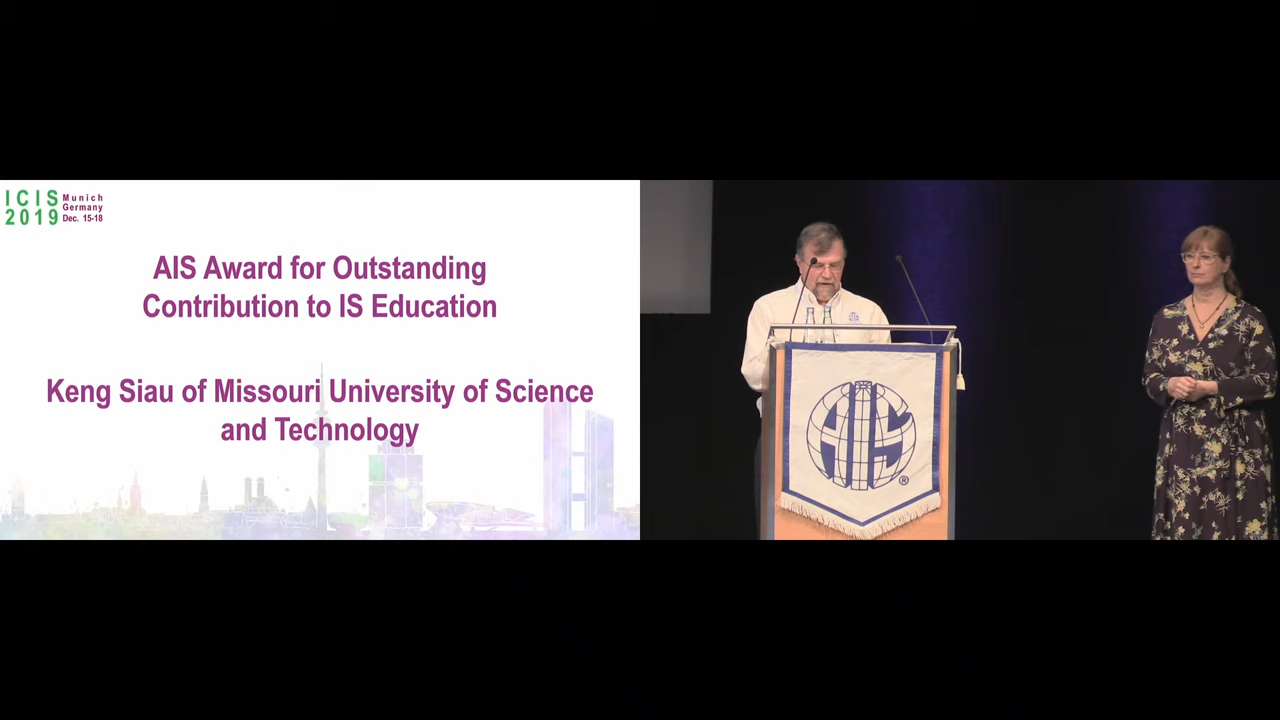 ICIS
2019
Munich
Germany
Dec. 15-18
AIS Award for Outstanding
Contribution to IS Education
Keng Siau of Missouri University of Science
and Technology
AIS
AIS
®